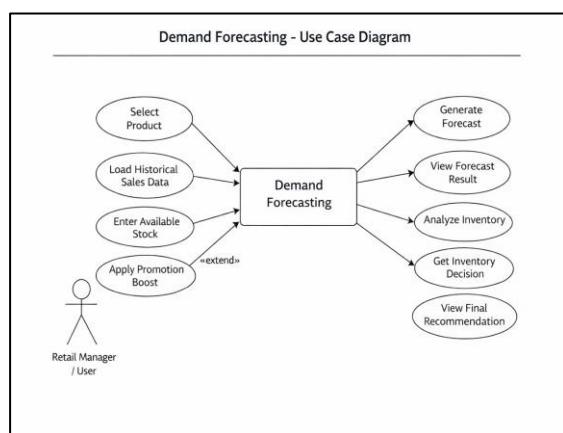 Demand Forecasting - Use Case Diagram
Select
Product
Load Historical
Sales Data
Enter Available
Stock
Apply Promotion
Boost
«extend»
Retail Manager
/ User
Demand
Forecasting
Generate
Forecast
View Forecast
Result
Analyze Inventory
Get Inventory
Decision
View Final
Recommendation